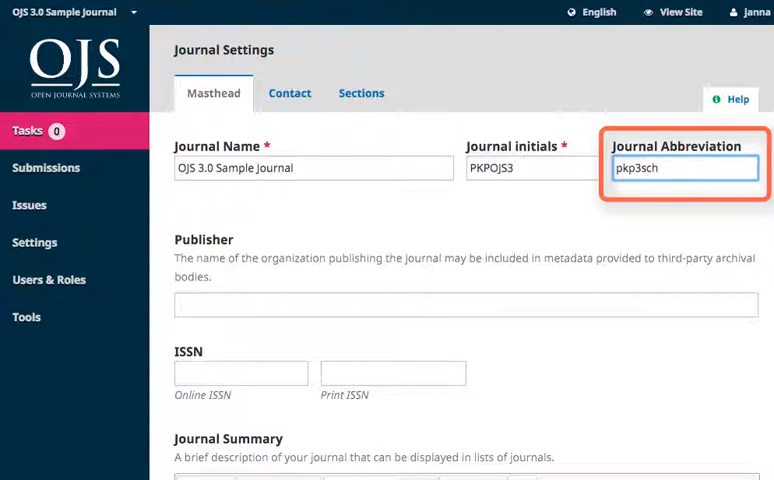 OJS 3.0 Sample Journal
English
View Site
Janna
OJS
OPEN JOURNAL SYSTEMS
Tasks 0
Submissions
Issues
Settings
Users & Roles
Tools
Journal Settings
Masthead
Contact
Sections
Help
Journal Name *
Journal initials *
Journal Abbreviation
OJS 3.0 Sample Journal
PKPOJS3
pkp3sch
Publisher
The name of the organization publishing the journal may be included in metadata provided to third-party archival
bodies.
ISSN
Online ISSN
Print ISSN
Journal Summary
A brief description of your journal that can be displayed in lists of journals.